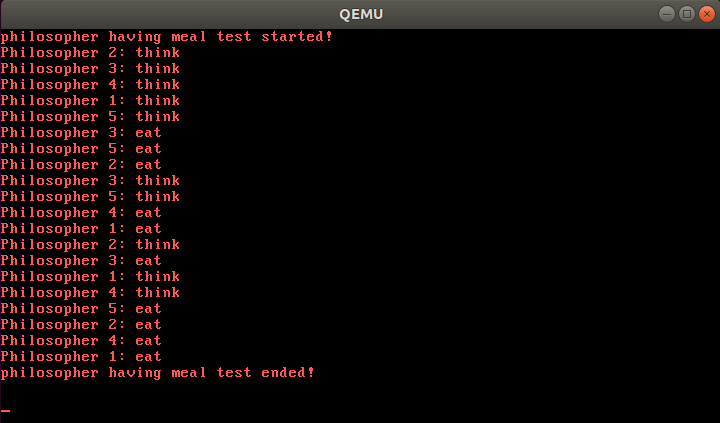 QEMU
philosopher having meal test started!
Philosopher 2: think
Philosopher 3: think
Philosopher 4: think
Philosopher 1: think
Philosopher 5: think
Philosopher 3: eat
Philosopher 5: eat
Philosopher 2: eat
Philosopher 3: think
Philosopher 5: think
Philosopher 4: eat
Philosopher 1: eat
Philosopher 2: think
Philosopher 3: eat
Philosopher 1: think
Philosopher 4: think
Philosopher 5: eat
Philosopher 2: eat
Philosopher 4: eat
Philosopher 1: eat
philosopher having meal test ended!